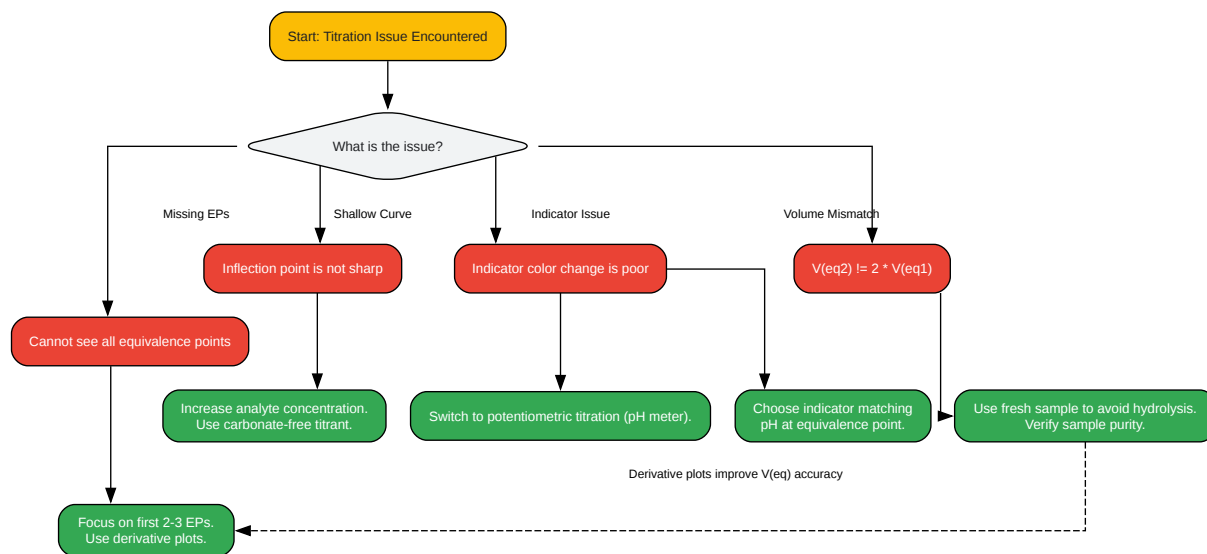 Start: Titration Issue Encountered
What is the issue?
Missing EPs
Shallow Curve
Indicator Issue
Volume Mismatch
Inflection point is not sharp
Indicator color change is poor
V(eq2) != 2 * V(eq1)
Cannot see all equivalence points
Increase analyte concentration.
Use carbonate-free titrant.
Switch to potentiometric titration (pH meter).
Choose indicator matching
pH at equivalence point.
Use fresh sample to avoid hydrolysis.
Verify sample purity.
Derivative plots improve V(eq) accuracy
Focus on first 2-3 EPs.
Use derivative plots.